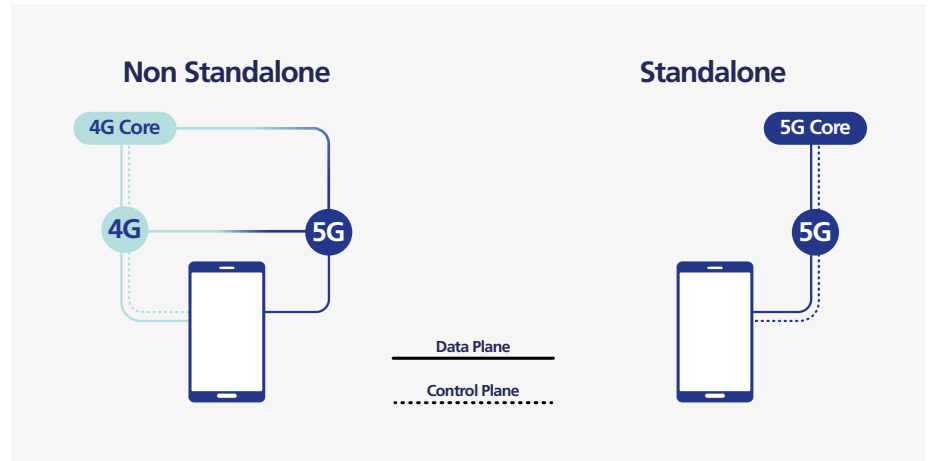 Non Standalone
Standalone
4G Core
5G Core
4G
5G
5G
Data Plane
Control Plane